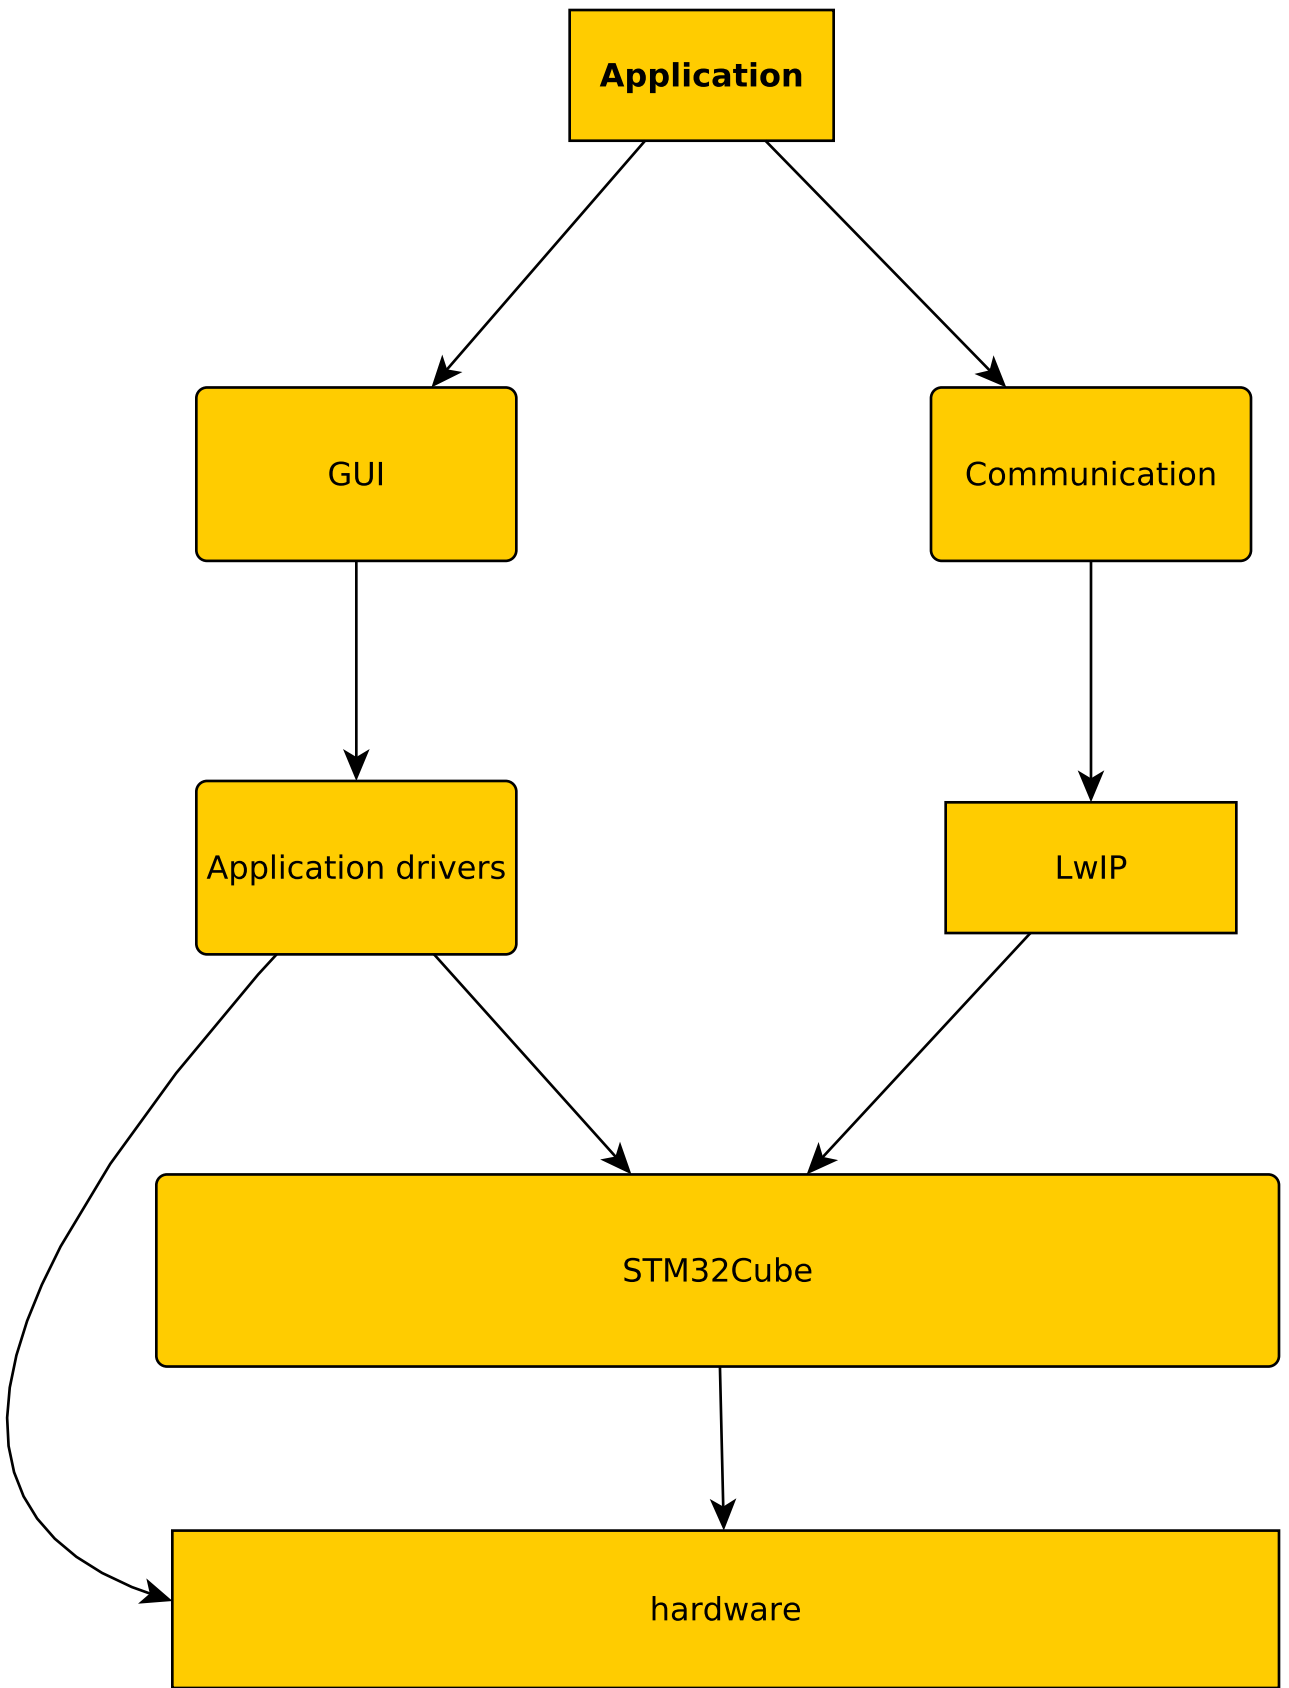 Application
GUI
Communication
Application drivers
LwIP
STM32Cube
hardware